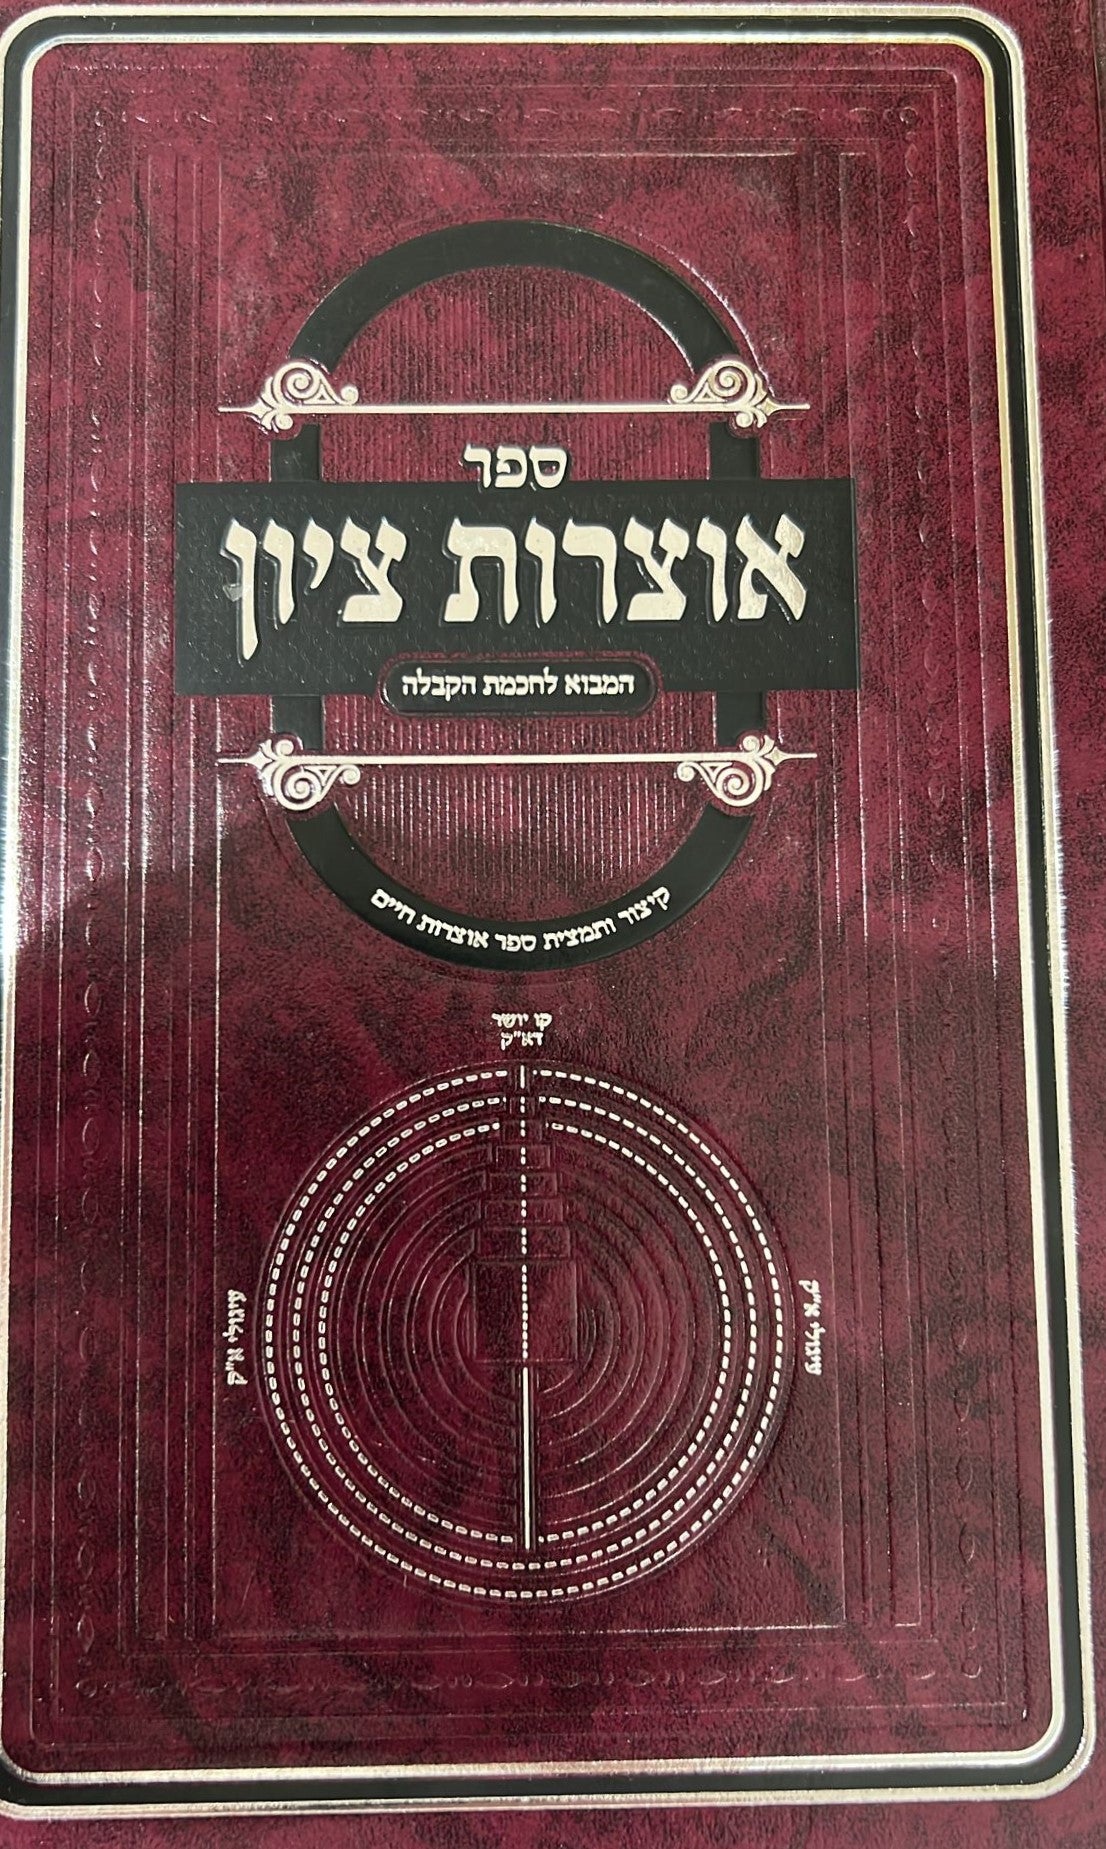 ספר
אוצרות ציון
המבוא לחכמת הקבלה
קיצור ותמצית ספר אוצרות חיים
קו יושר
דא"ק
עיגולי א"ק